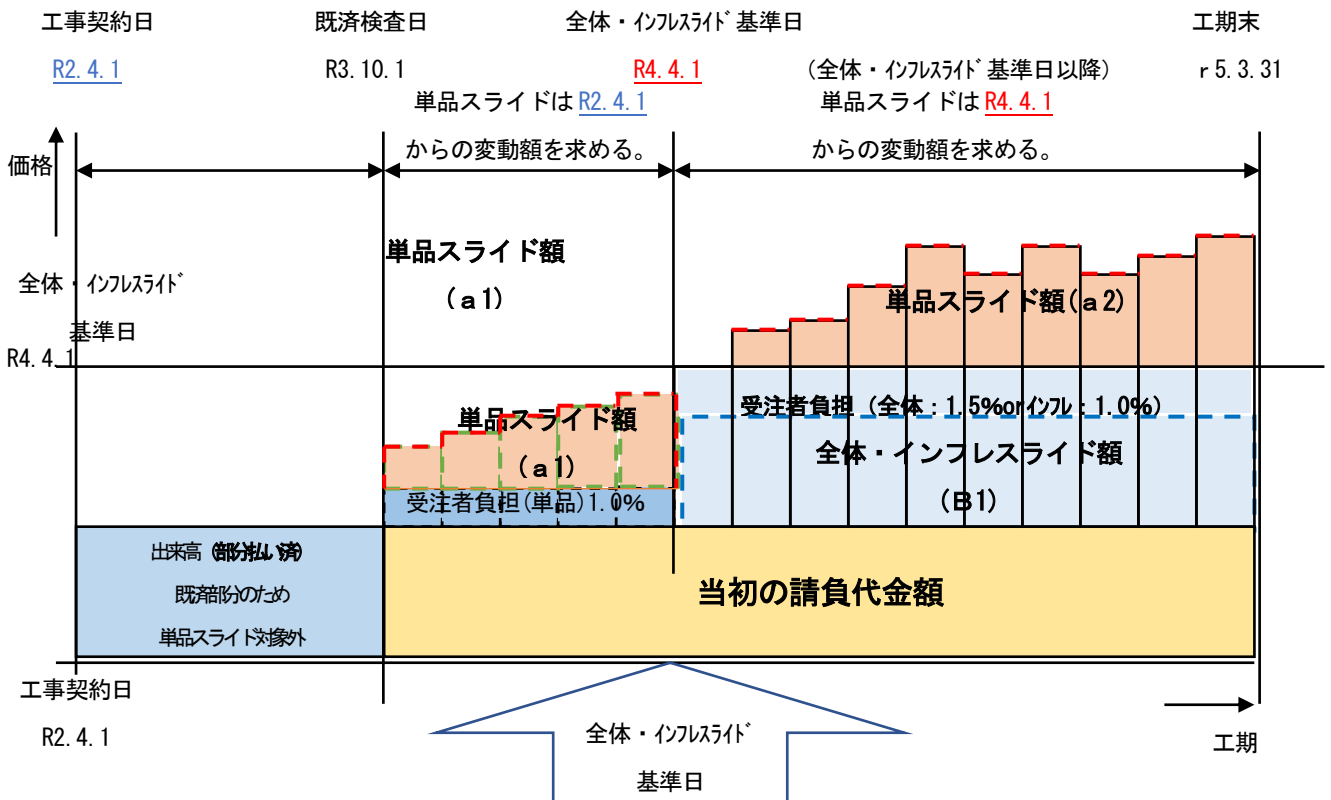 工事契約日 既済検査日 全体・インフレスライド基準日 工期末
R2.4.1 R3.10.1 R4.4.1 (全体・インフレスライド基準日以降) r5.3.31
単品スライドは R2.4.1 単品スライドは R4.4.1
からの変動額を求める。 からの変動額を求める。
価格
単品スライド額
(a1)
全体・インフレスライド
基準日
R4.4.1
単品スライド額(a2)
単品スライド額
(a1)
受注者負担(単品)1.0%
受注者負担(全体:1.5%orインフレ:1.0%)
全体・インフレスライド額
(B1)
出来高(部分払い済)
既済部分のため
単品スライド対象外
当初の請負代金額
工事契約日
R2.4.1
全体・インフレスライド
基準日
工期